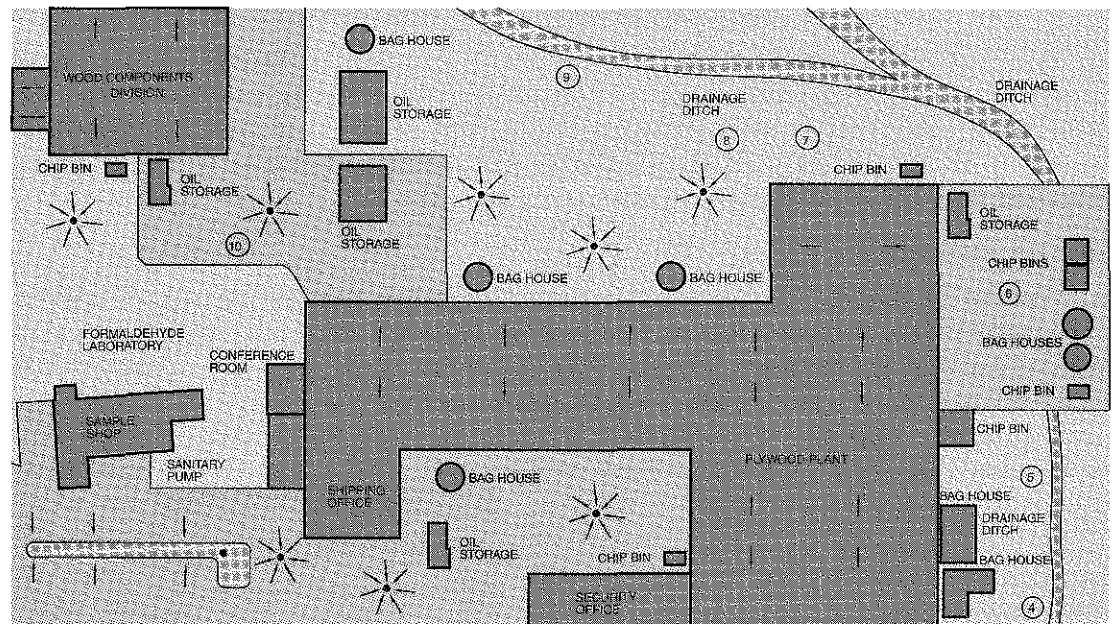 BAG HOUSE
WOOD COMPONENTS
DIVISION
9
OIL
STORAGE
DRAINAGE
DITCH
DRAINAGE
DITCH
8
7
CHIP BIN
OIL
STORAGE
CHIP BIN
OIL
STORAGE
OIL
STORAGE
10
CHIP BINS
BAG HOUSE
BAG HOUSE
6
FORMALDEHYDE
LABORATORY
CONFERENCE
ROOM
BAG HOUSES
CHIP BIN
SAMPLE
SHOP
CHIP BIN
SANITARY
PUMP
PLYWOOD PLANT
BAG HOUSE
5
SHIPPING
OFFICE
BAG HOUSE
DRAINAGE
DITCH
OIL
STORAGE
CHIP BIN
BAG HOUSE
SECURITY
OFFICE
4